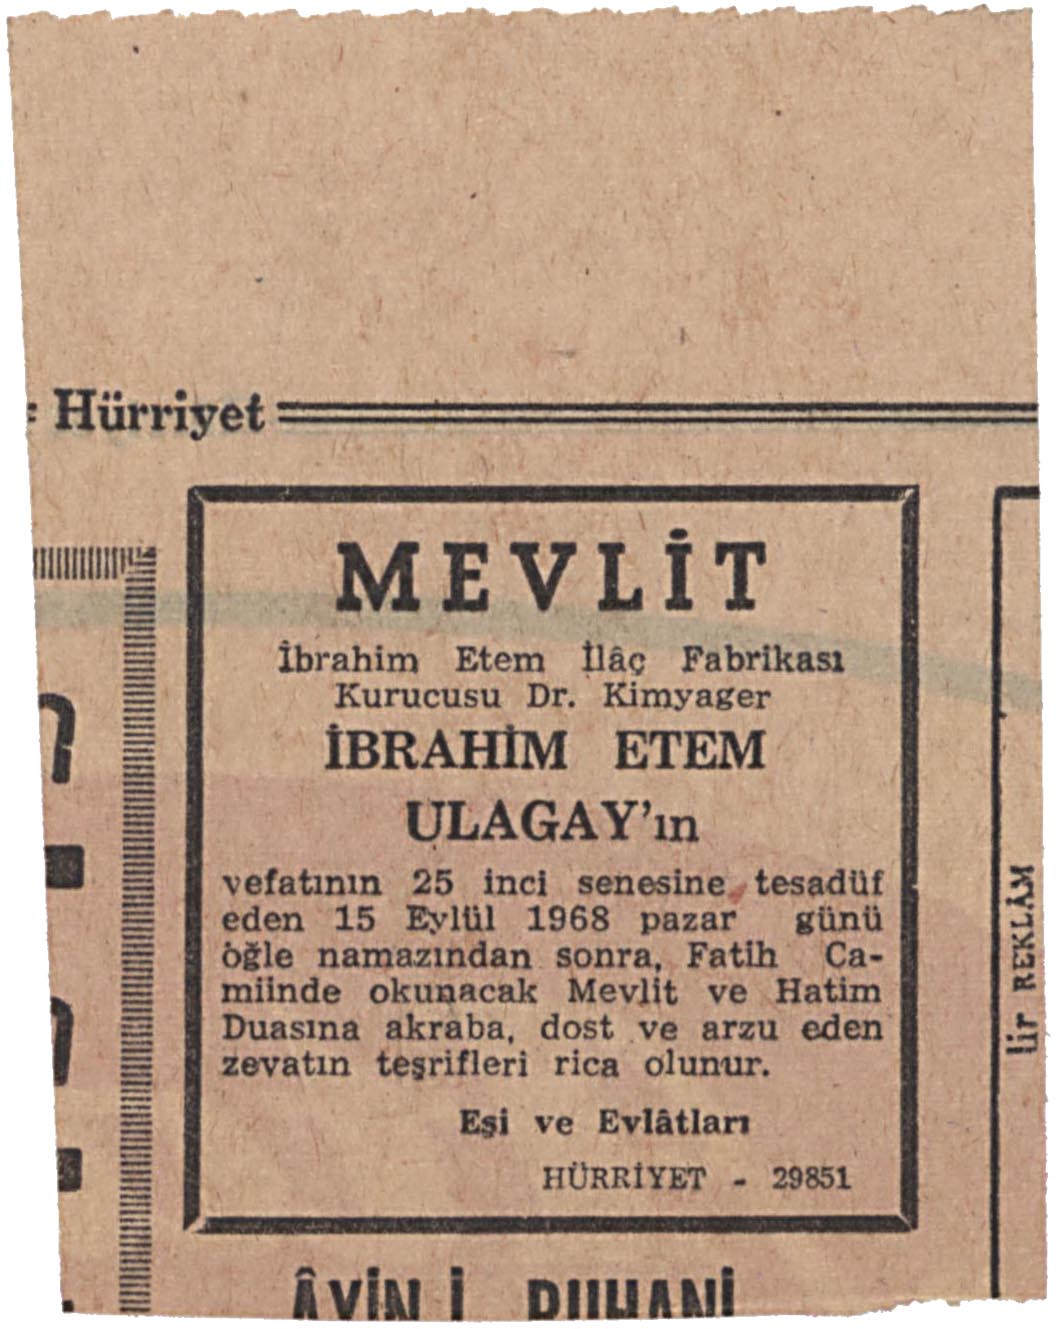 Hürriyet
MEVLİT
İbrahim Etem İlâç Fabrikası
Kurucusu Dr. Kimyager
İBRAHİM ETEM
ULAGAY'ın
vefatının 25 inci senesine tesadüf
eden 15 Eylül 1968 pazar günü
öğle namazından sonra, Fatih Ca-
miinde okunacak Mevlit ve Hatim
Duasına akraba, dost ve arzu eden
zevatın teşrifleri rica olunur.
Eşi ve Evlâtları
HÜRRİYET - 29851
ÂYİN İ RUHANİ
REKLÂM